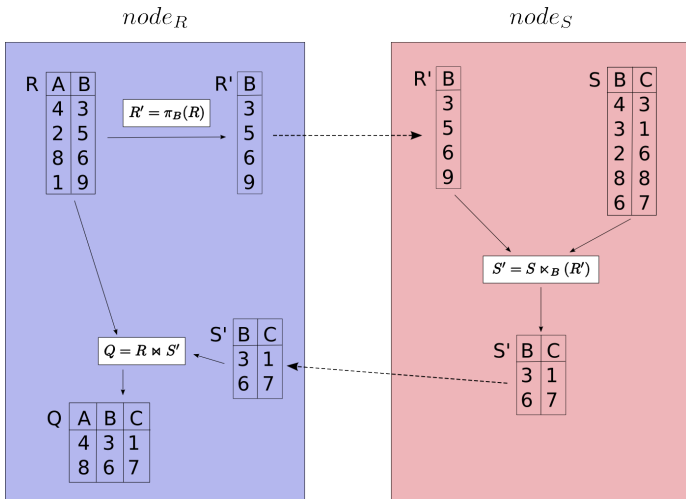 node_R
node_S
R A B
4 3
2 5
8 6
1 9
R' = π_B(R)
R' B
3
5
6
9
R' B
3
5
6
9
S B C
4 3
3 1
2 6
8 8
6 7
S' = S ⋉_B (R')
S' B C
3 1
6 7
S' B C
3 1
6 7
Q = R ⋈ S'
Q A B C
4 3 1
8 6 7